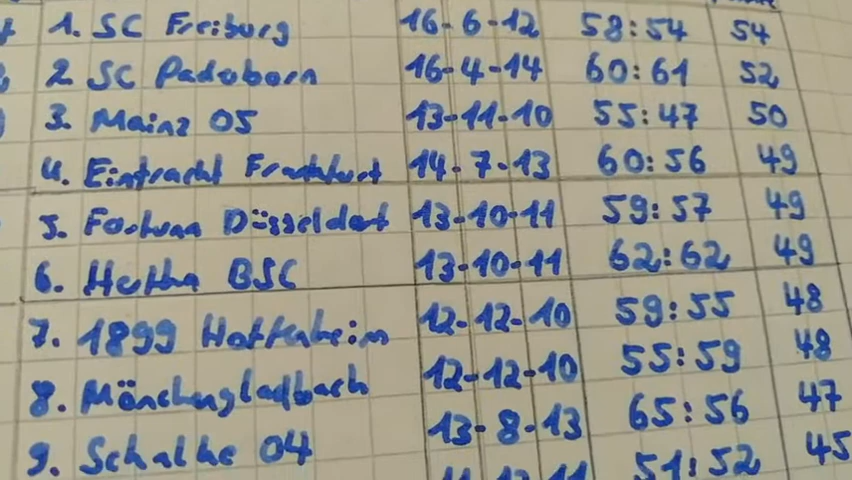 1. SC Freiburg 16-6-12 58:54 54
2. SC Paderborn 16-4-14 60:61 52
3. Mainz 05 13-11-10 55:47 50
4. Eintracht Frankfurt 14-7-13 60:56 49
5. Fortuna Düsseldorf 13-10-11 59:57 49
6. Hertha BSC 13-10-11 62:62 49
7. 1899 Hoffenheim 12-12-10 59:55 48
8. Mönchengladbach 12-12-10 55:59 48
9. Schalke 04 13-8-13 65:56 47
51:52 45